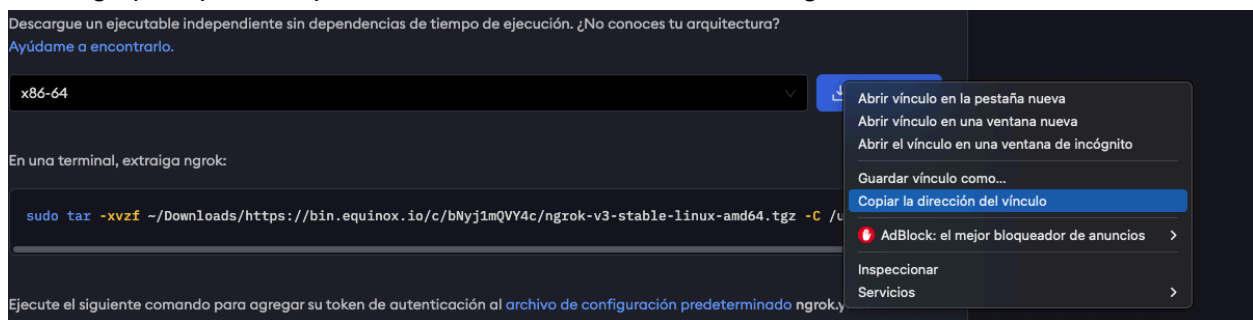 Descargue un ejecutable independiente sin dependencias de tiempo de ejecución. ¿No conoces tu arquitectura?
Ayúdame a encontrarlo.
x86-64
En una terminal, extraiga ngrok:
sudo tar -xvzf ~/Downloads/https://bin.equinox.io/c/bNyj1mQVY4c/ngrok-v3-stable-linux-amd64.tgz -C /u
Ejecute el siguiente comando para agregar su token de autenticación al archivo de configuración predeterminado ngrok.y
Abrir vínculo en la pestaña nueva
Abrir vínculo en una ventana nueva
Abrir el vínculo en una ventana de incógnito
Guardar vínculo como...
Copiar la dirección del vínculo
AdBlock: el mejor bloqueador de anuncios
Inspeccionar
Servicios